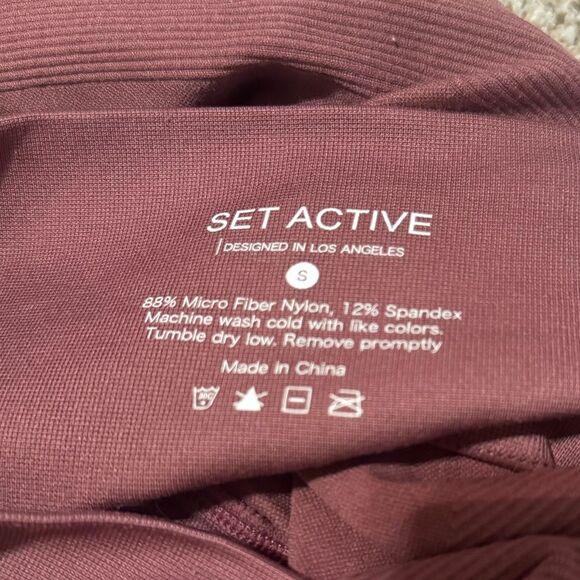 SET ACTIVE
DESIGNED IN LOS ANGELES
S
88% Micro Fiber Nylon, 12% Spandex
Machine wash cold with like colors.
Tumble dry low. Remove promptly
Made in China